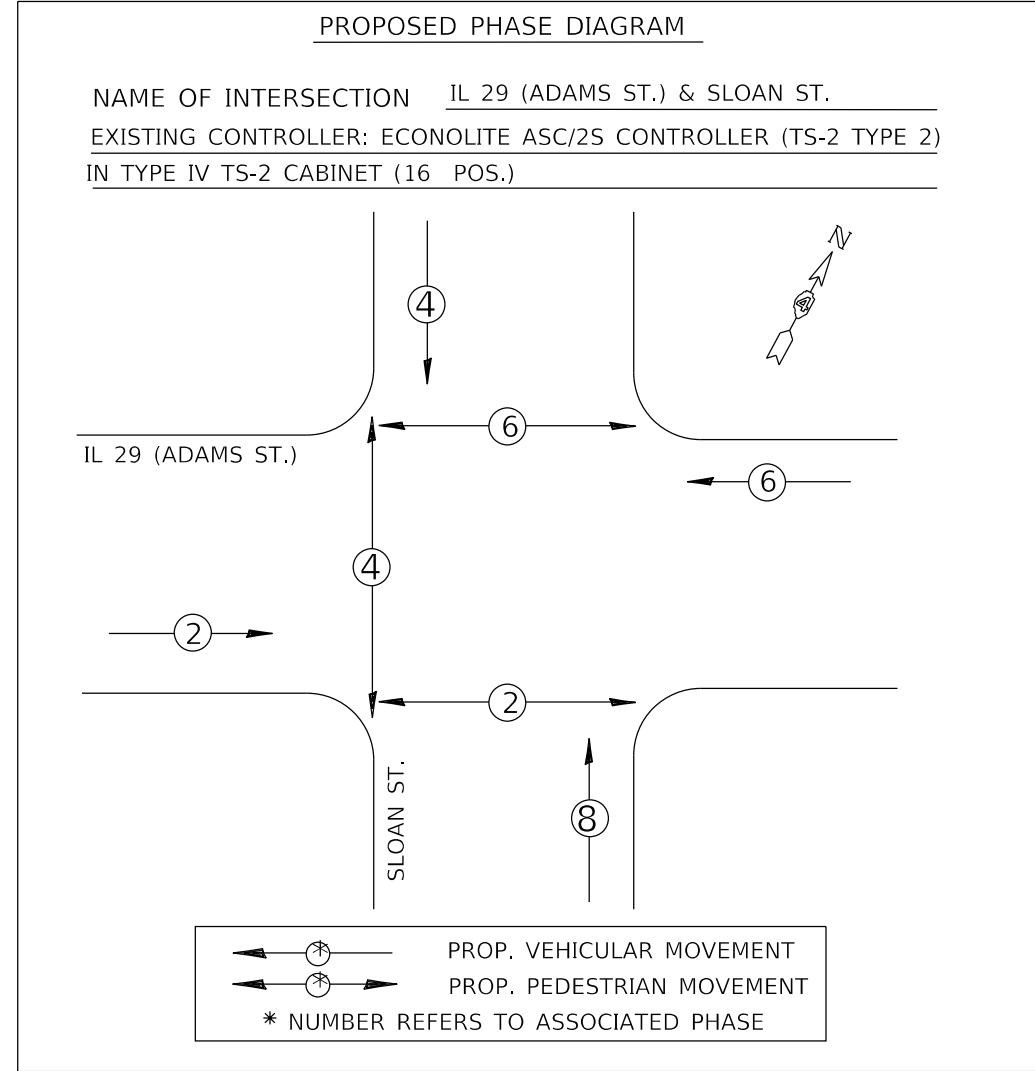 PROPOSED PHASE DIAGRAM
NAME OF INTERSECTION IL 29 (ADAMS ST.) & SLOAN ST.
EXISTING CONTROLLER: ECONOLITE ASC/2S CONTROLLER (TS-2 TYPE 2)
IN TYPE IV TS-2 CABINET (16 POS.)
N
4
4
6
IL 29 (ADAMS ST.)
6
4
2
2
SLOAN ST.
8
* PROP. VEHICULAR MOVEMENT
* PROP. PEDESTRIAN MOVEMENT
* NUMBER REFERS TO ASSOCIATED PHASE